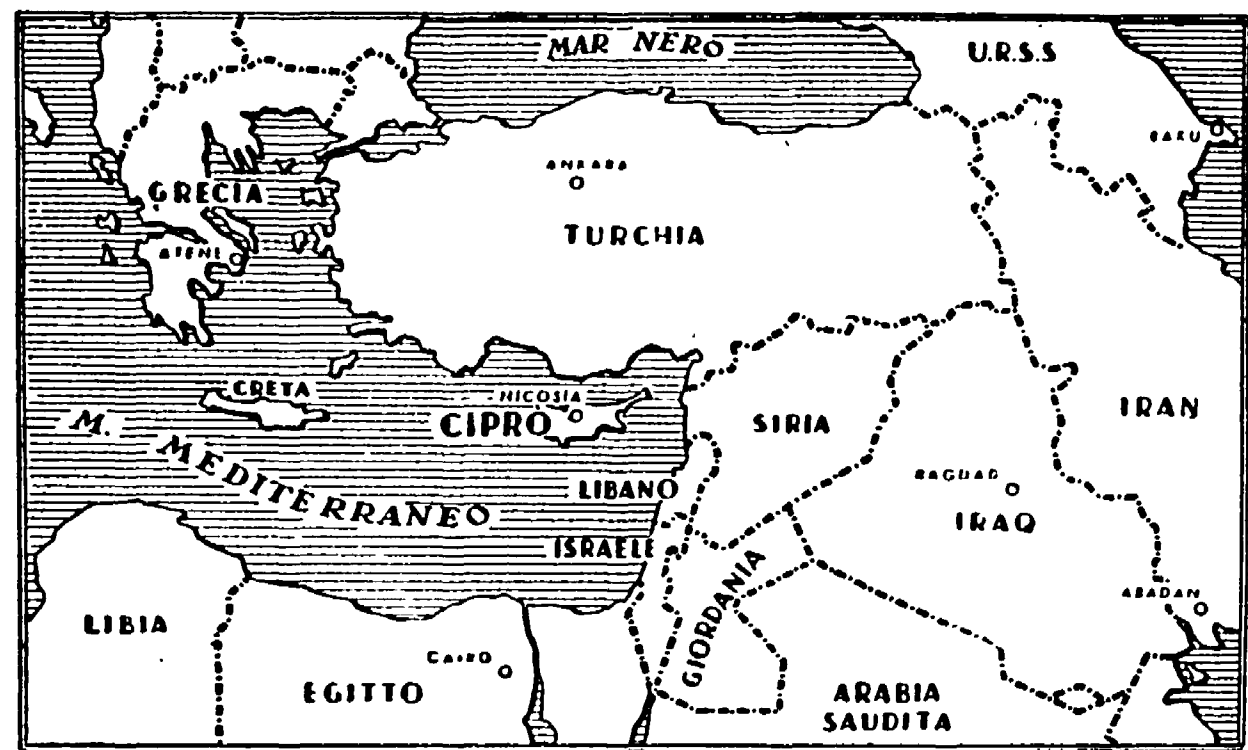 MAR NERO
U.R.S.S
BAKU
ANKARA
GRECIA
TURCHIA
ATENE
CRETA
NICOSIA
CIPRO
SIRIA
IRAN
M. MEDITERRANEO
LIBANO
BAGDAD
IRAQ
ISRAELE
GIORDANIA
ABADAN
LIBIA
CAIRO
EGITTO
ARABIA
SAUDITA